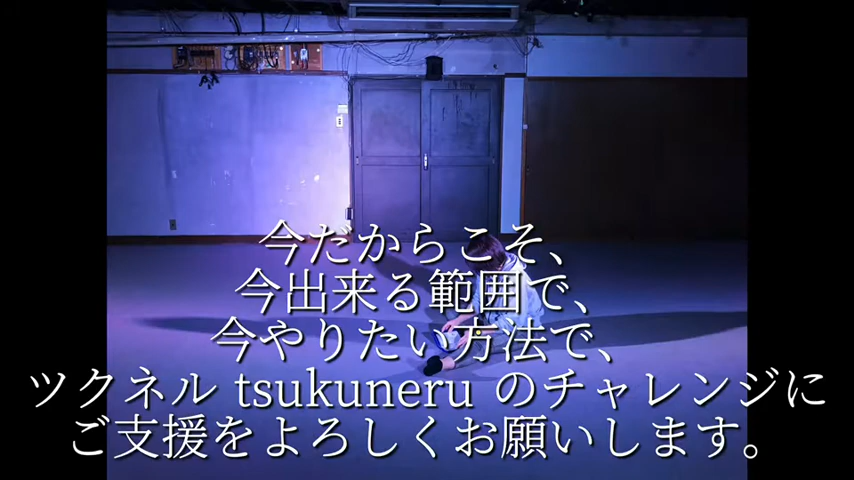 今だからこそ、
今出来る範囲で、
今やりたい方法で、
ツクネル tsukuneru のチャレンジに
ご支援をよろしくお願いします。